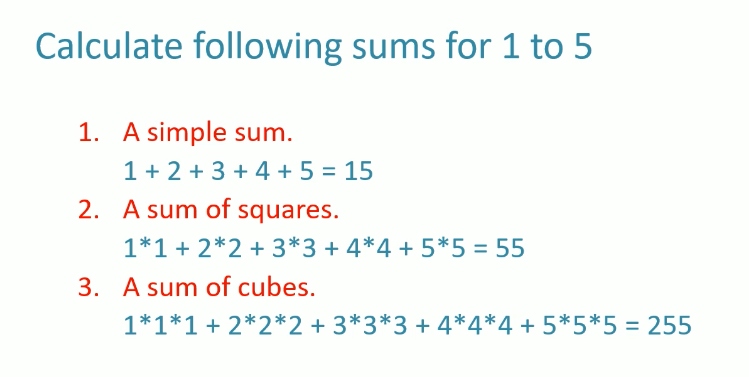 Calculate following sums for 1 to 5
1. A simple sum.
1 + 2 + 3 + 4 + 5 = 15
2. A sum of squares.
1*1 + 2*2 + 3*3 + 4*4 + 5*5 = 55
3. A sum of cubes.
1*1*1 + 2*2*2 + 3*3*3 + 4*4*4 + 5*5*5 = 255